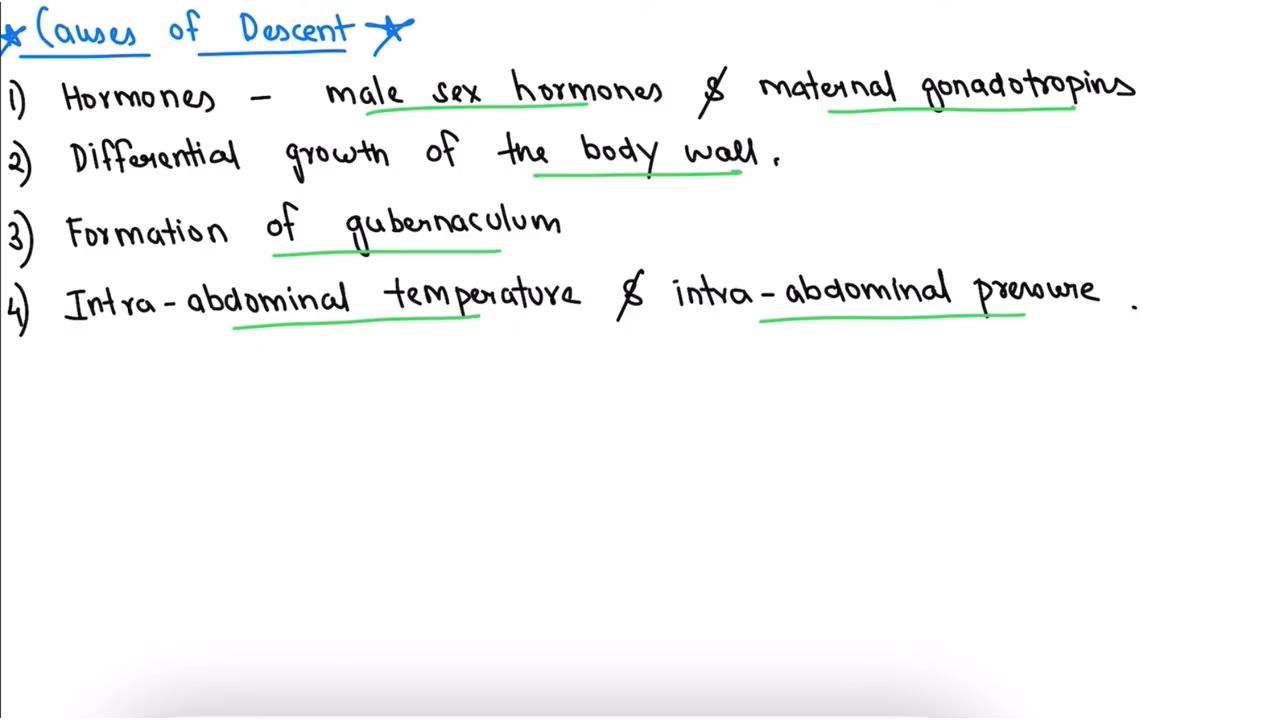 Causes of Descent
1) Hormones - male sex hormones & maternal gonadotropins
2) Differential growth of the body wall.
3) Formation of gubernaculum
4) Intra-abdominal temperature & intra-abdominal pressure.